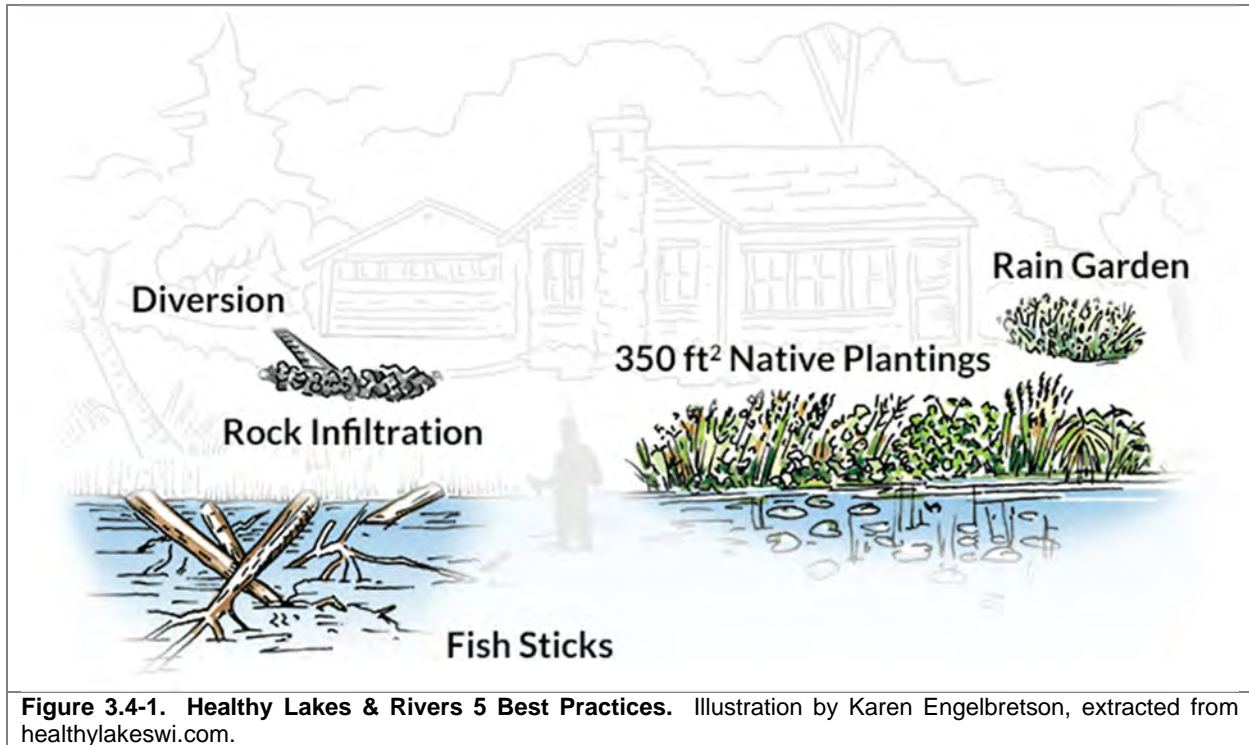 Rain Garden
Diversion
350 ft² Native Plantings
Rock Infiltration
Fish Sticks
Figure 3.4-1. Healthy Lakes & Rivers 5 Best Practices. Illustration by Karen Engelbretson, extracted from
healthylakeswi.com.